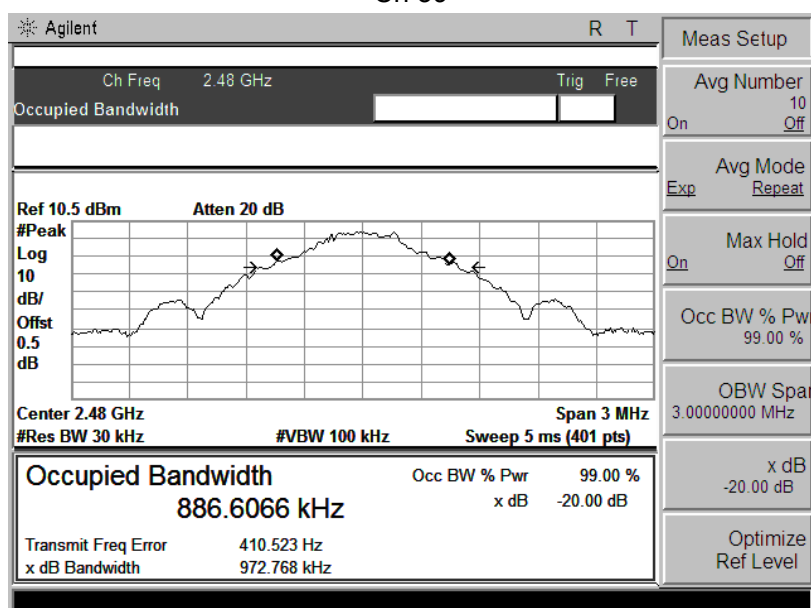 Agilent R T
Ch Freq 2.48 GHz Trig Free
Occupied Bandwidth
Ref 10.5 dBm Atten 20 dB
#Peak
Log
10
dB/
Offst
0.5
dB
Center 2.48 GHz Span 3 MHz
#Res BW 30 kHz #VBW 100 kHz Sweep 5 ms (401 pts)
Occupied Bandwidth Occ BW % Pwr 99.00 %
886.6066 kHz x dB -20.00 dB
Transmit Freq Error 410.523 Hz
x dB Bandwidth 972.768 kHz
Meas Setup
Avg Number
10
On Off
Avg Mode
Exp Repeat
Max Hold
On Off
Occ BW % Pwr
99.00 %
OBW Span
3.00000000 MHz
x dB
-20.00 dB
Optimize
Ref Level